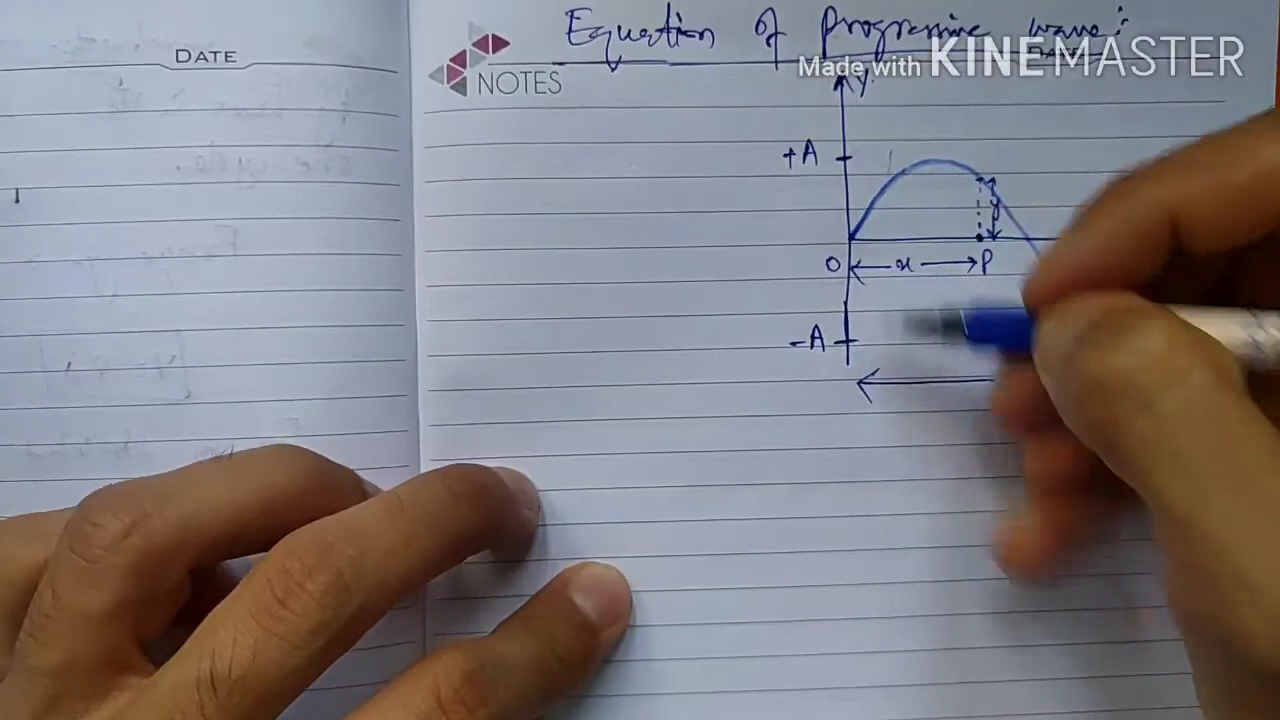 Equation of Progressive wave:
DATE
NOTES
Made with KINEMASTER
y
+A
y
O
x
P
-A